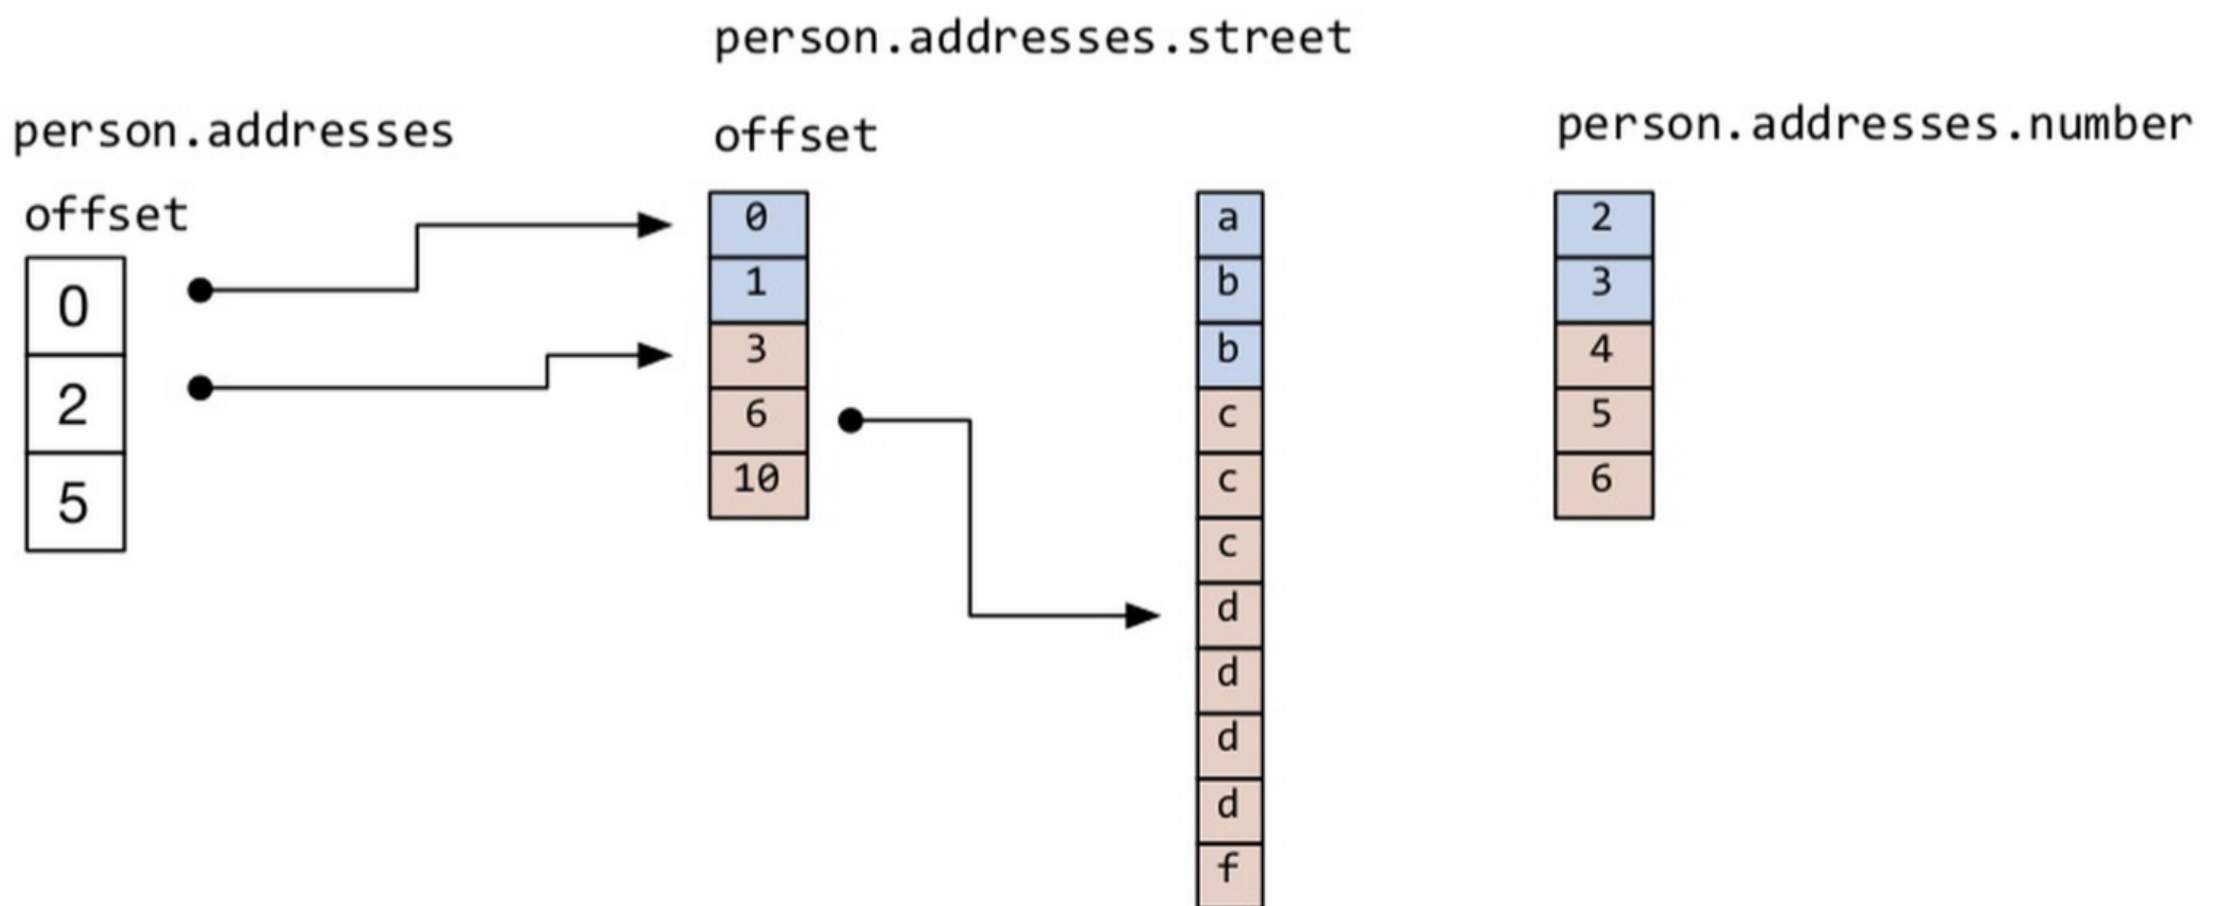 person.addresses.street
person.addresses
offset
person.addresses.number
offset
0
2
5
0
1
3
6
10
a
b
b
c
c
c
d
d
d
d
f
2
3
4
5
6